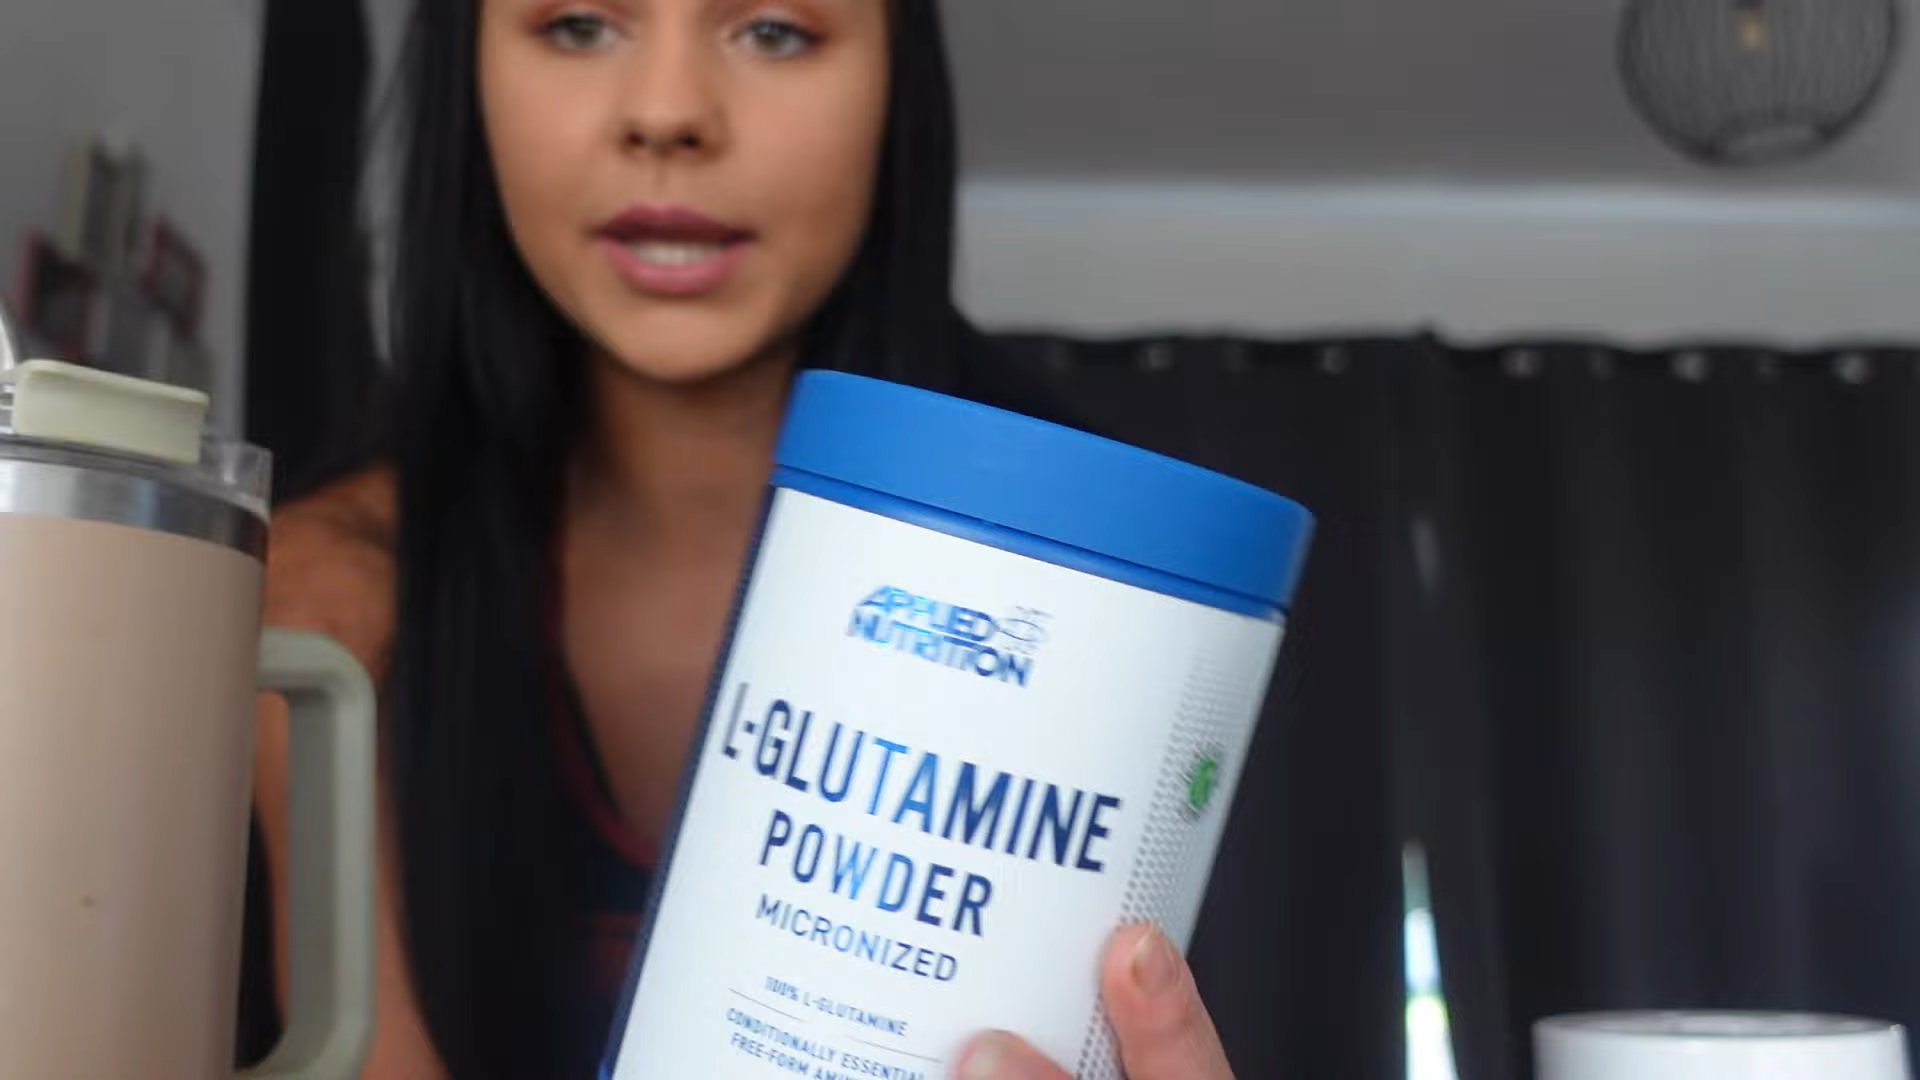 APPLIED
NUTRITION
L-GLUTAMINE
POWDER
MICRONIZED
100% L-GLUTAMINE
CONDITIONALLY ESSENTIAL
FREE-FORM